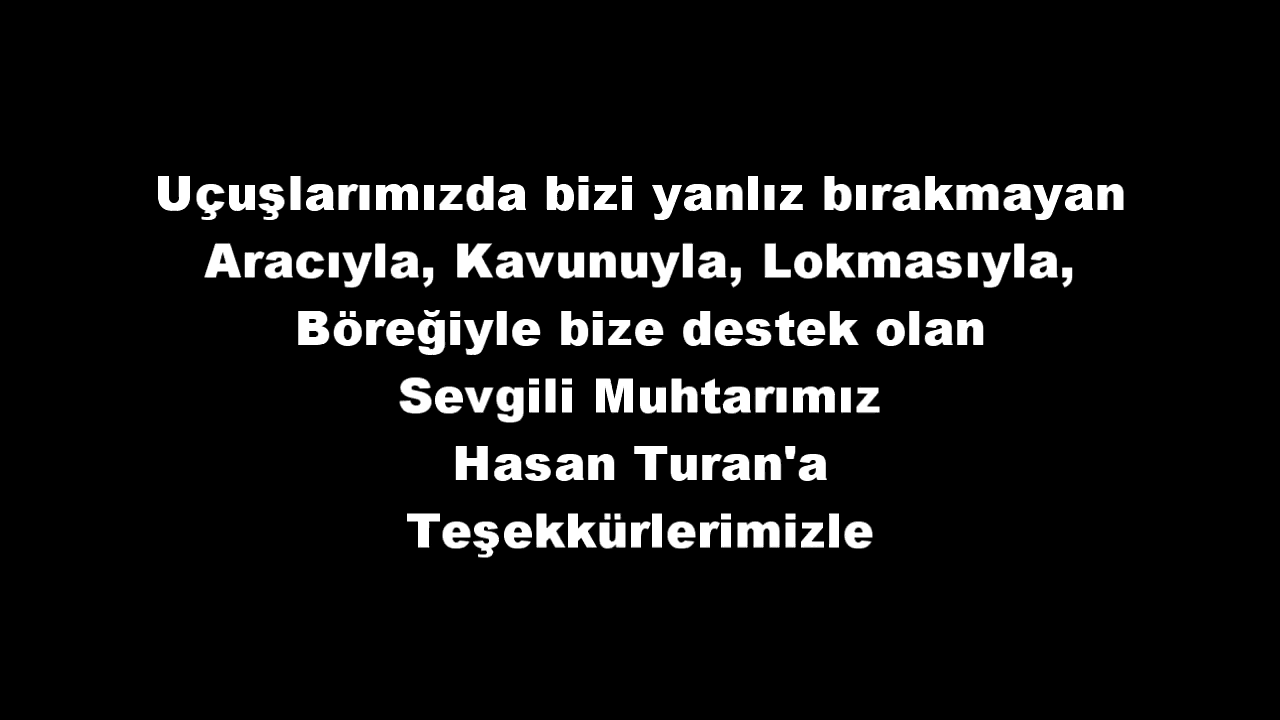 Uçuşlarımızda bizi yanlız bırakmayan
Aracıyla, Kavunuyla, Lokmasıyla,
Böreğiyle bize destek olan
Sevgili Muhtarımız
Hasan Turan'a
Teşekkürlerimizle